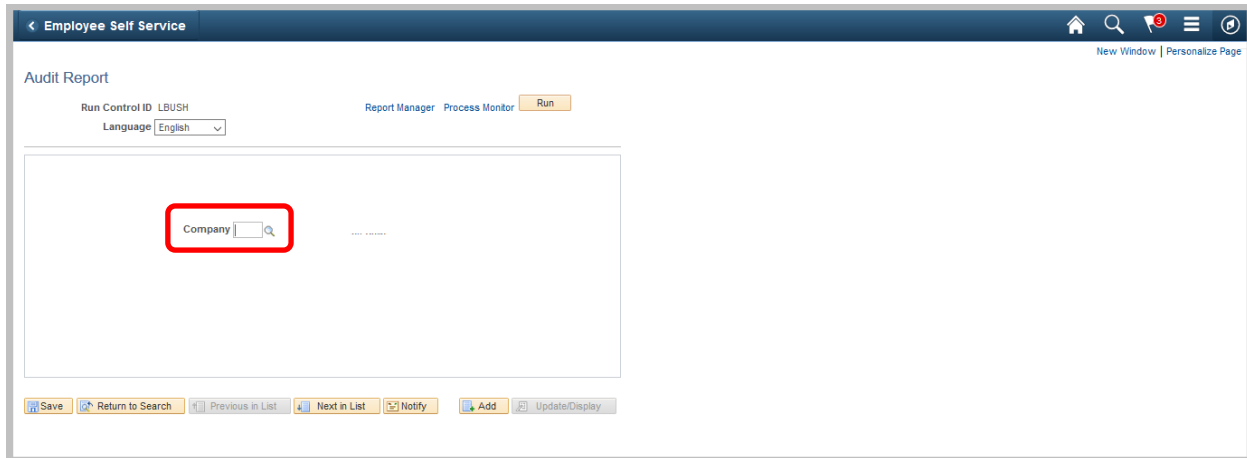 Employee Self Service 3
New Window | Personalize Page
Audit Report
Run Control ID LBUSH Report Manager Process Monitor Run
Language English
Company
Save Return to Search Previous in List Next in List Notify Add Update/Display